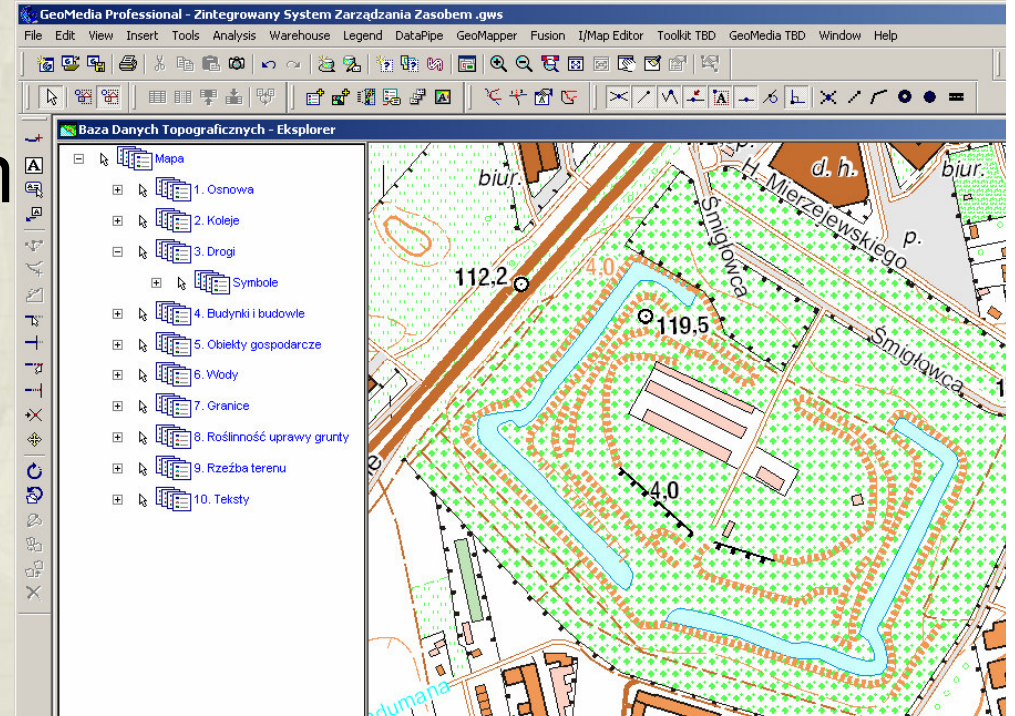 GeoMedia Professional - Zintegrowany System Zarządzania Zasobem .gws
File Edit View Insert Tools Analysis Warehouse Legend DataPipe GeoMapper Fusion I/Map Editor Toolkit TBD GeoMedia TBD Window Help
Baza Danych Topograficznych - Eksplorer
Mapa
1. Osnowa
2. Koleje
3. Drogi
Symbole
4. Budynki i budowle
5. Obiekty gospodarcze
6. Wody
7. Granice
8. Roślinność uprawy grunty
9. Rzeźba terenu
10. Teksty
biur.
d. h.
biur.
H. Mierzelewskiego
p.
Śmigłowca
112,2
4.0
119,5
Śmigłowca
1
4,0
dumana